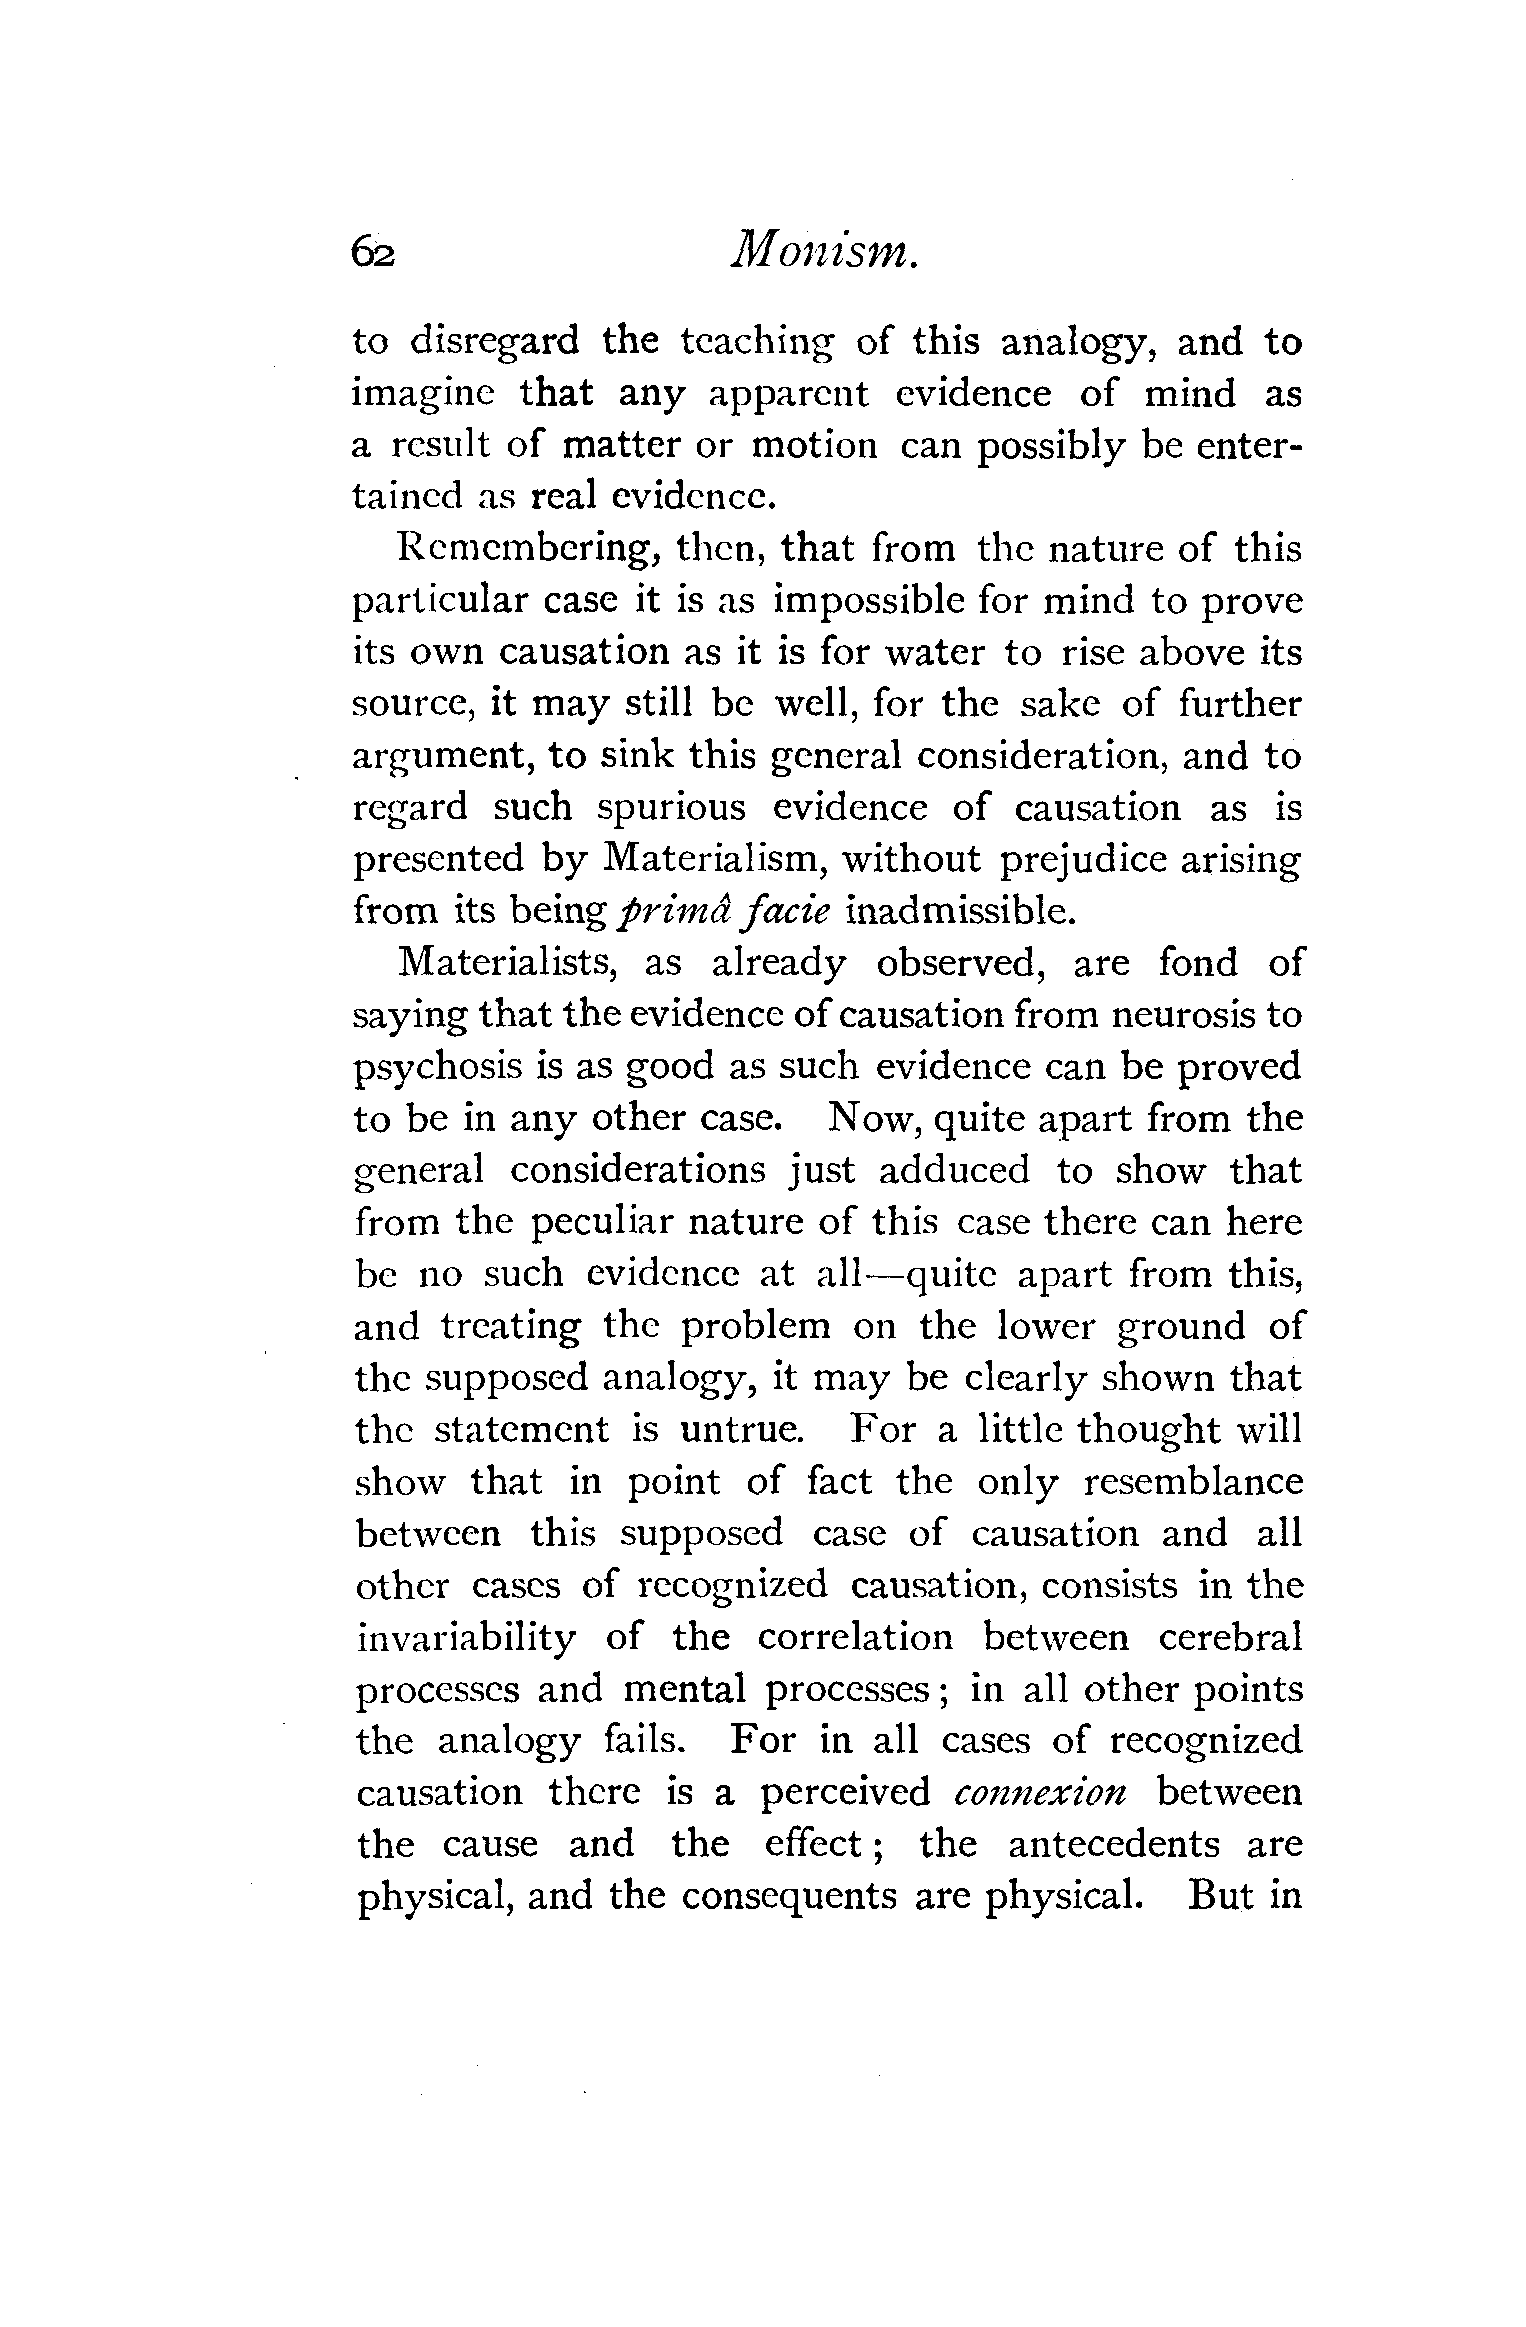 62 Monism.
to disregard the teaching of this analogy, and to
imagine that any apparent evidence of mind as
a result of matter or motion can possibly be enter-
tained as real evidence.
Remembering, then, that from the nature of this
particular case it is as impossible for mind to prove
its own causation as it is for water to rise above its
source, it may still be well, for the sake of further
argument, to sink this general consideration, and to
regard such spurious evidence of causation as is
presented by Materialism, without prejudice arising
from its being primâ facie inadmissible.
Materialists, as already observed, are fond of
saying that the evidence of causation from neurosis to
psychosis is as good as such evidence can be proved
to be in any other case. Now, quite apart from the
general considerations just adduced to show that
from the peculiar nature of this case there can here
be no such evidence at all—quite apart from this,
and treating the problem on the lower ground of
the supposed analogy, it may be clearly shown that
the statement is untrue. For a little thought will
show that in point of fact the only resemblance
between this supposed case of causation and all
other cases of recognized causation, consists in the
invariability of the correlation between cerebral
processes and mental processes; in all other points
the analogy fails. For in all cases of recognized
causation there is a perceived connexion between
the cause and the effect; the antecedents are
physical, and the consequents are physical. But in